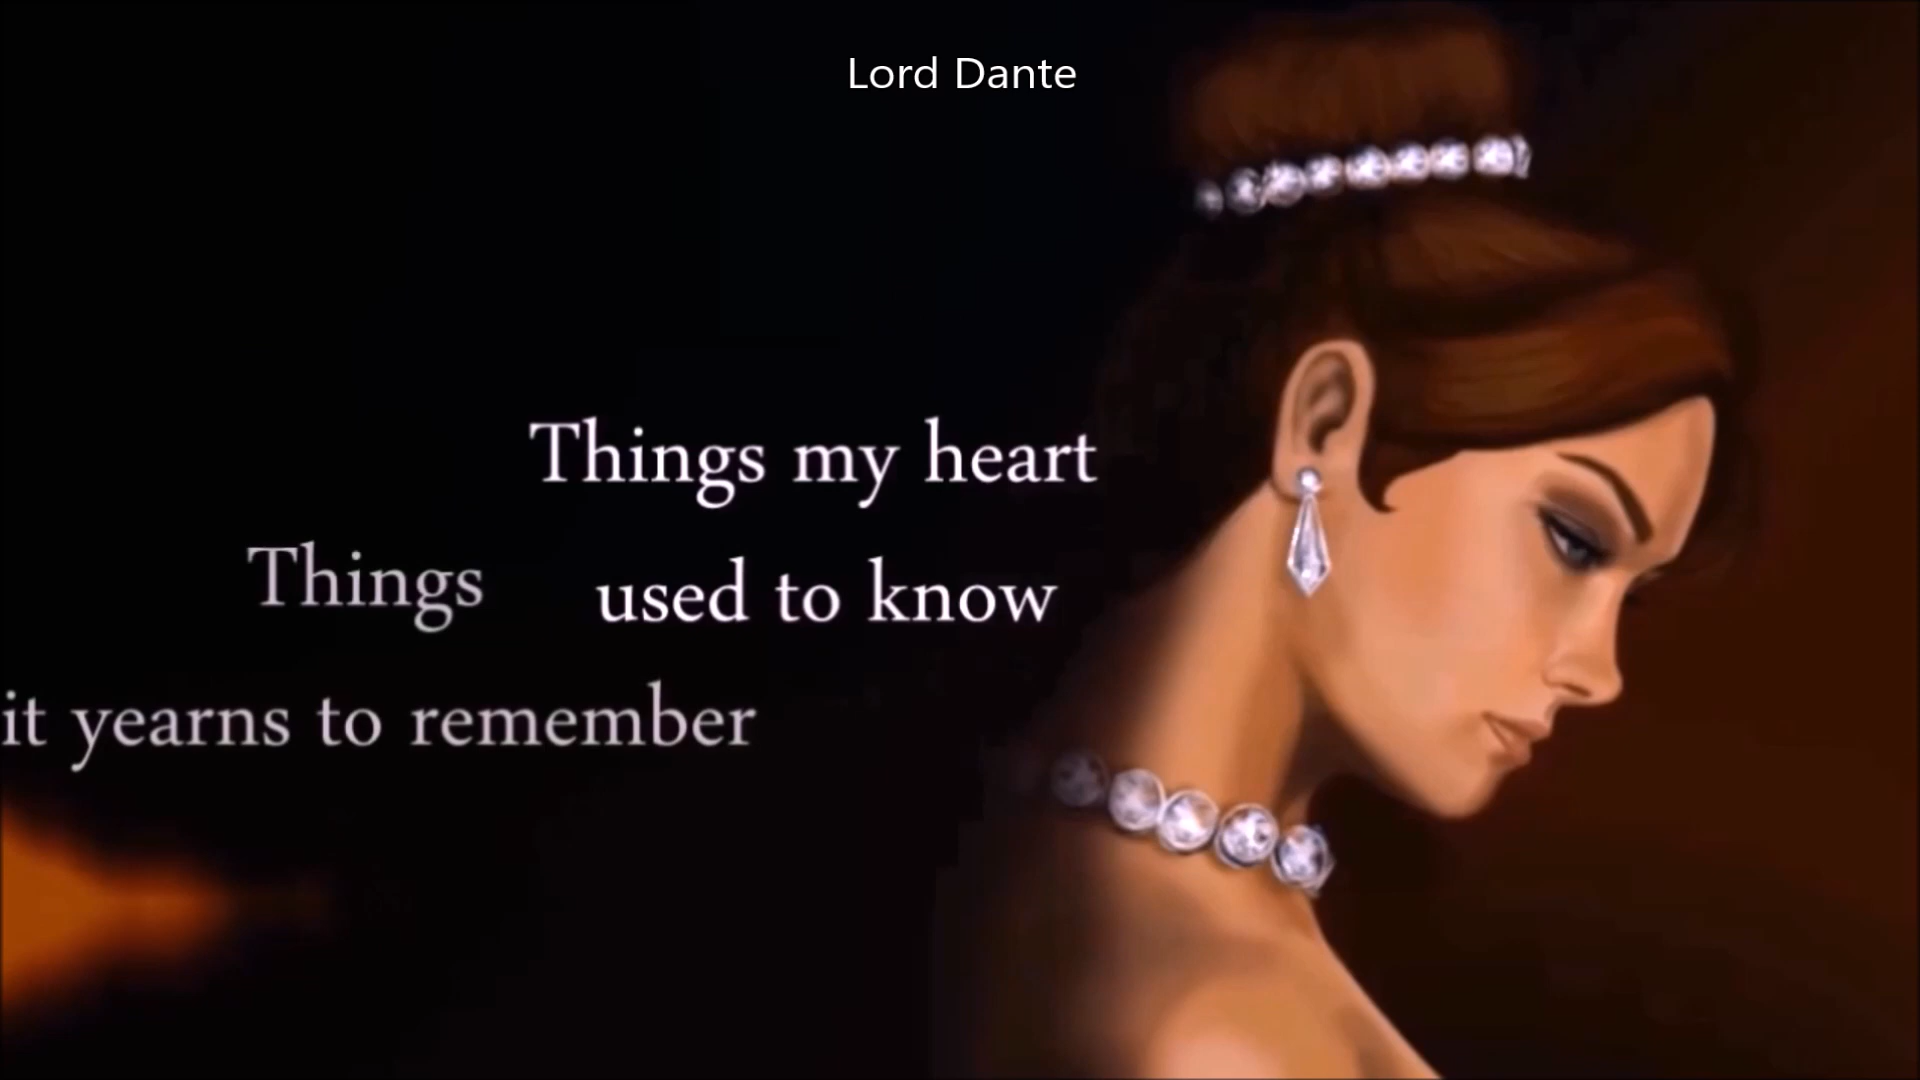 Lord Dante
Things my heart
used to know
Things
it yearns to remember